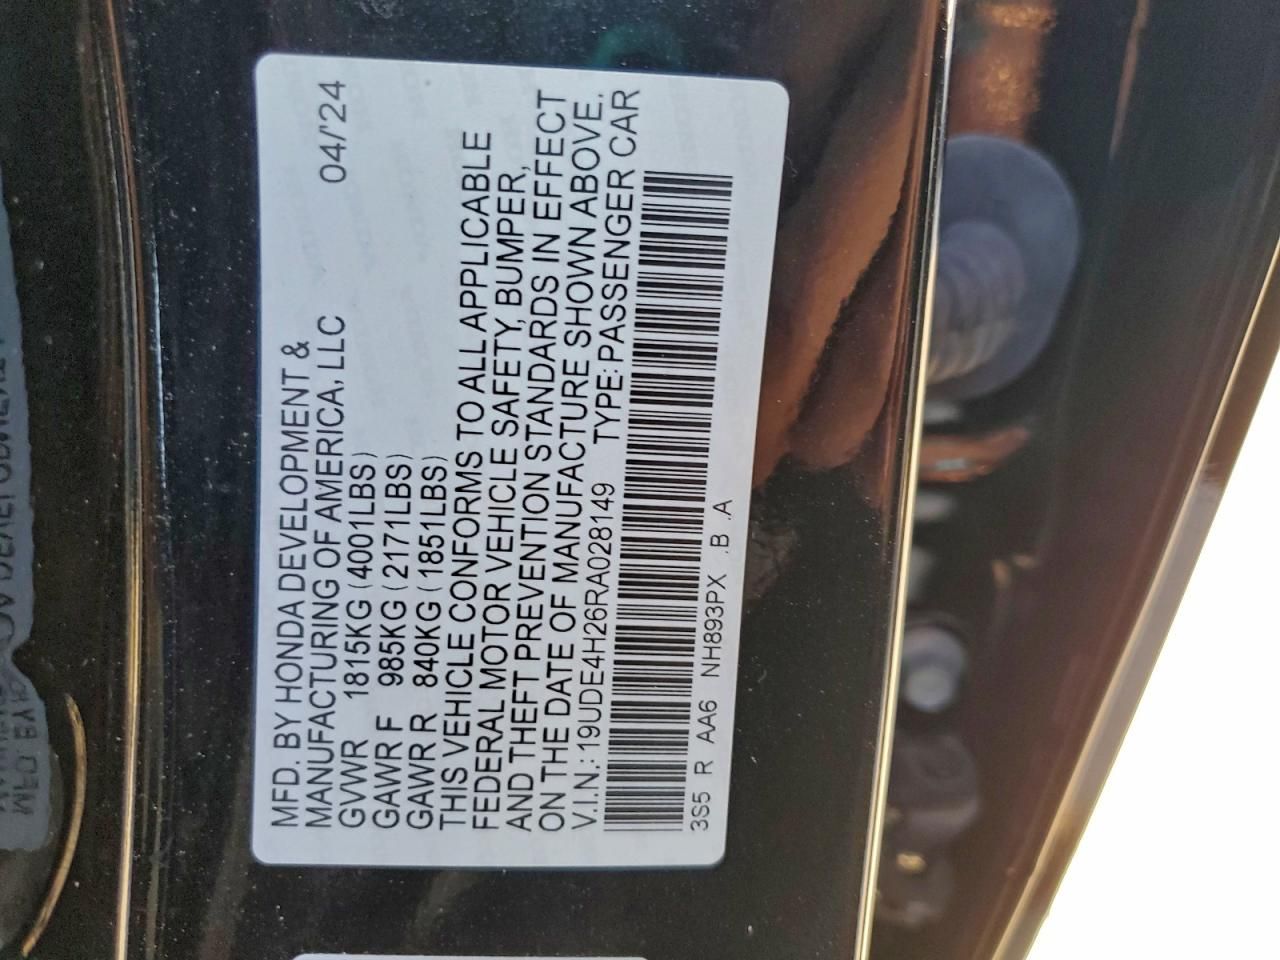 MFD. BY HONDA DEVELOPMENT &
MANUFACTURING OF AMERICA, LLC 04/'24
GVWR 1815KG (4001LBS)
GAWR F 985KG (2171LBS)
GAWR R 840KG (1851LBS)
THIS VEHICLE CONFORMS TO ALL APPLICABLE
FEDERAL MOTOR VEHICLE SAFETY, BUMPER,
AND THEFT PREVENTION STANDARDS IN EFFECT
ON THE DATE OF MANUFACTURE SHOWN ABOVE.
V.I.N.: 19UDE4H26RA028149 TYPE: PASSENGER CAR
3S5 R AA6 NH893PX .B .A